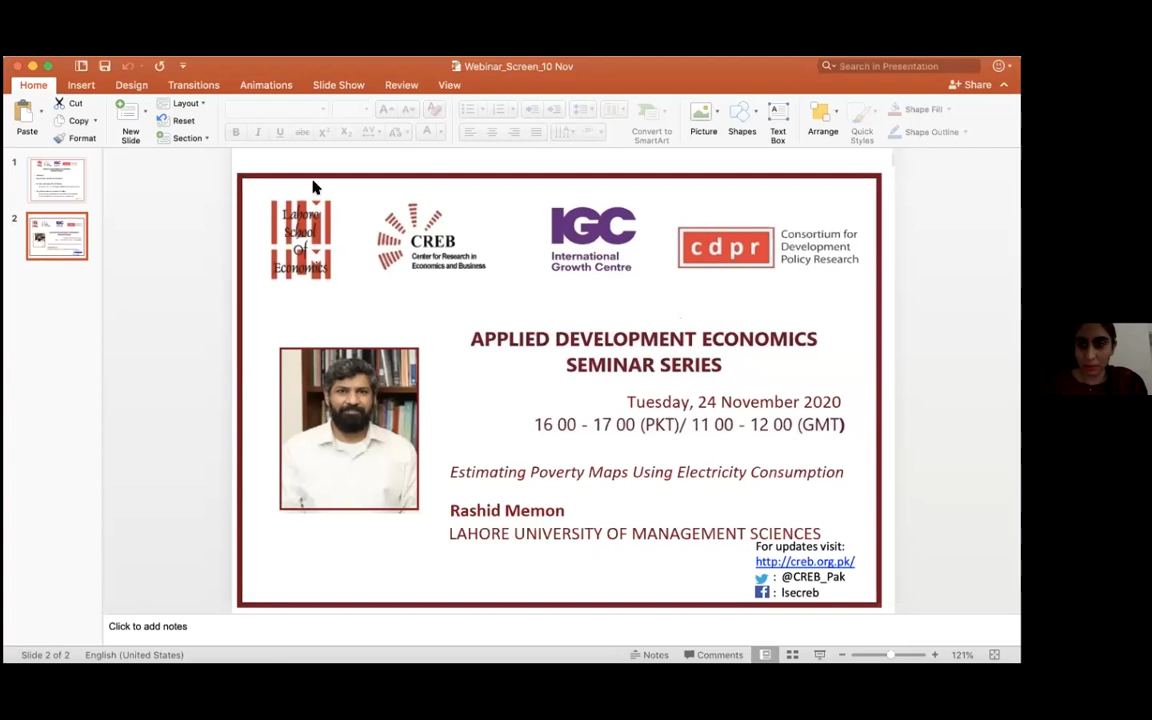 Webinar_Screen_10 Nov
Search in Presentation
Home Insert Design Transitions Animations Slide Show Review View
Share
Paste
Cut
Copy
Format
New
Slide
Layout
Reset
Section
Convert to
SmartArt
Picture
Shapes
Text
Box
Arrange
Quick
Styles
Shape Fill
Shape Outline
1
2
Lahore
School
Of
Economics
CREB
Center for Research in
Economics and Business
IGC
International
Growth Centre
cdpr
Consortium for
Development
Policy Research
APPLIED DEVELOPMENT ECONOMICS
SEMINAR SERIES
Tuesday, 24 November 2020
16 00 - 17 00 (PKT)/ 11 00 - 12 00 (GMT)
Estimating Poverty Maps Using Electricity Consumption
Rashid Memon
LAHORE UNIVERSITY OF MANAGEMENT SCIENCES
For updates visit:
http://creb.org.pk/
: @CREB_Pak
: lsecreb
Click to add notes
Slide 2 of 2 English (United States)
Notes Comments 121%